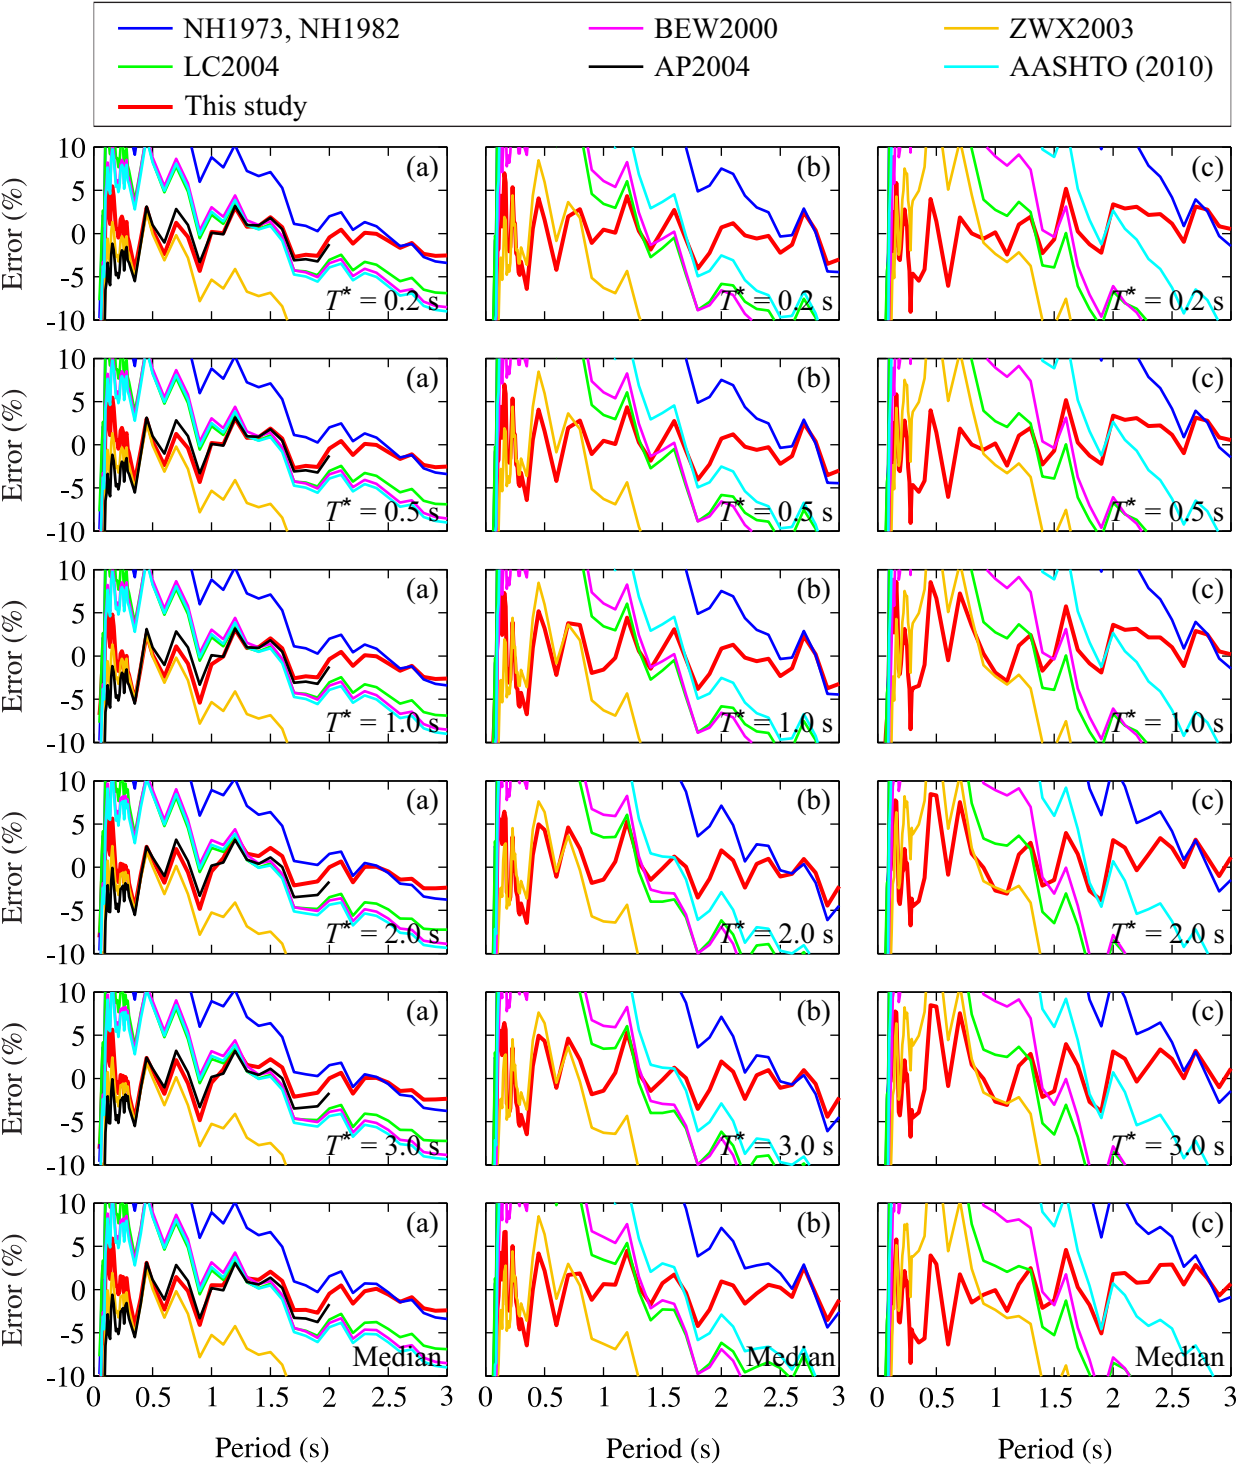 NH1973, NH1982 BEW2000 ZWX2003
LC2004 AP2004 AASHTO (2010)
This study
10 (a) (b) (c)
5
0
-5
-10
Error (%)
T* = 0.2 s T* = 0.2 s T* = 0.2 s
10 (a) (b) (c)
5
0
-5
-10
Error (%)
T* = 0.5 s T* = 0.5 s T* = 0.5 s
10 (a) (b) (c)
5
0
-5
-10
Error (%)
T* = 1.0 s T* = 1.0 s T* = 1.0 s
10 (a) (b) (c)
5
0
-5
-10
Error (%)
T* = 2.0 s T* = 2.0 s T* = 2.0 s
10 (a) (b) (c)
5
0
-5
-10
Error (%)
T* = 3.0 s T* = 3.0 s T* = 3.0 s
10 (a) (b) (c)
5
0
-5
-10
Error (%)
Median Median Median
0 0.5 1 1.5 2 2.5 3 0 0.5 1 1.5 2 2.5 3 0 0.5 1 1.5 2 2.5 3
Period (s) Period (s) Period (s)